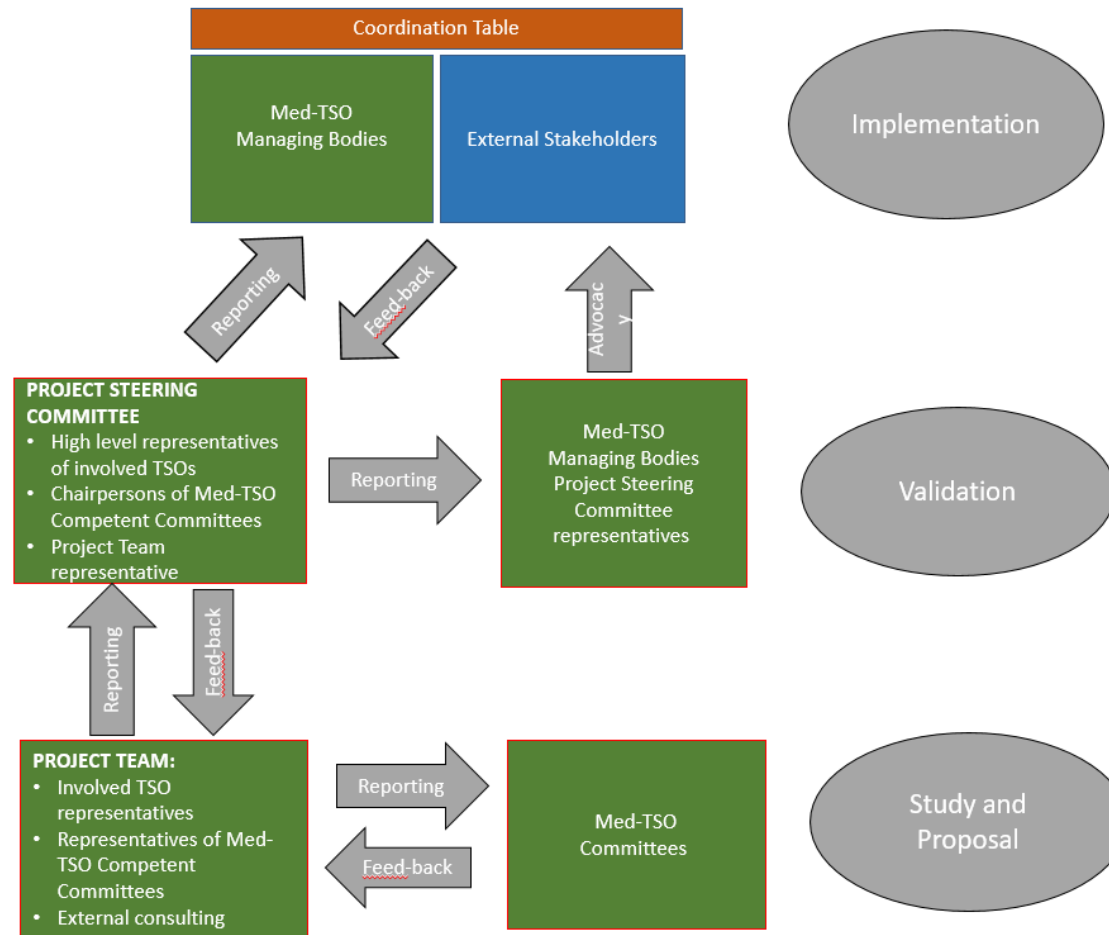 Coordination Table
Med-TSO
Managing Bodies
External Stakeholders
Implementation
Reporting
Feed-back
Advocac
y
PROJECT STEERING
COMMITTEE
• High level representatives
of involved TSOs
• Chairpersons of Med-TSO
Competent Committees
• Project Team
representative
Reporting
Med-TSO
Managing Bodies
Project Steering
Committee
representatives
Validation
Reporting
Feed-back
PROJECT TEAM:
• Involved TSO
representatives
• Representatives of Med-
TSO Competent
Committees
• External consulting
Reporting
Feed-back
Med-TSO
Committees
Study and
Proposal